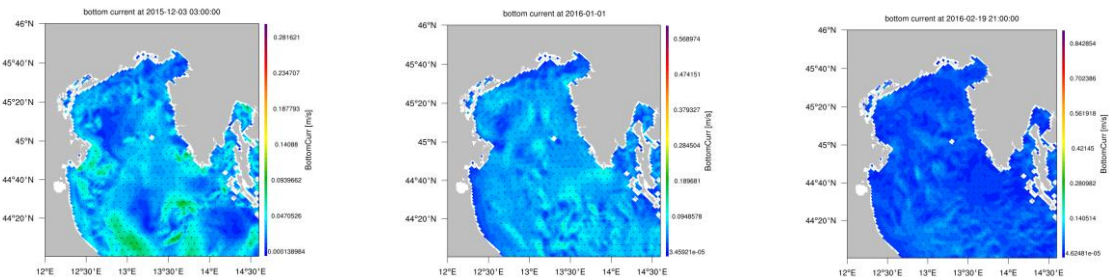 bottom current at 2015-12-03 03:00:00
46°N
45°40'N
45°20'N
45°N
44°40'N
44°20'N
12°E 12°30'E 13°E 13°30'E 14°E 14°30'E
0.281621
0.234707
0.187793
0.14088
0.0939662
0.0470526
0.000138984
BottomCurr [m/s]
bottom current at 2016-01-01
46°N
45°40'N
45°20'N
45°N
44°40'N
44°20'N
12°E 12°30'E 13°E 13°30'E 14°E 14°30'E
0.568974
0.474151
0.379327
0.284504
0.189681
0.0948578
3.45921e-05
BottomCurr [m/s]
bottom current at 2016-02-19 21:00:00
46°N
45°40'N
45°20'N
45°N
44°40'N
44°20'N
12°E 12°30'E 13°E 13°30'E 14°E 14°30'E
0.842854
0.702386
0.561918
0.42145
0.280982
0.140514
4.62481e-05
BottomCurr [m/s]